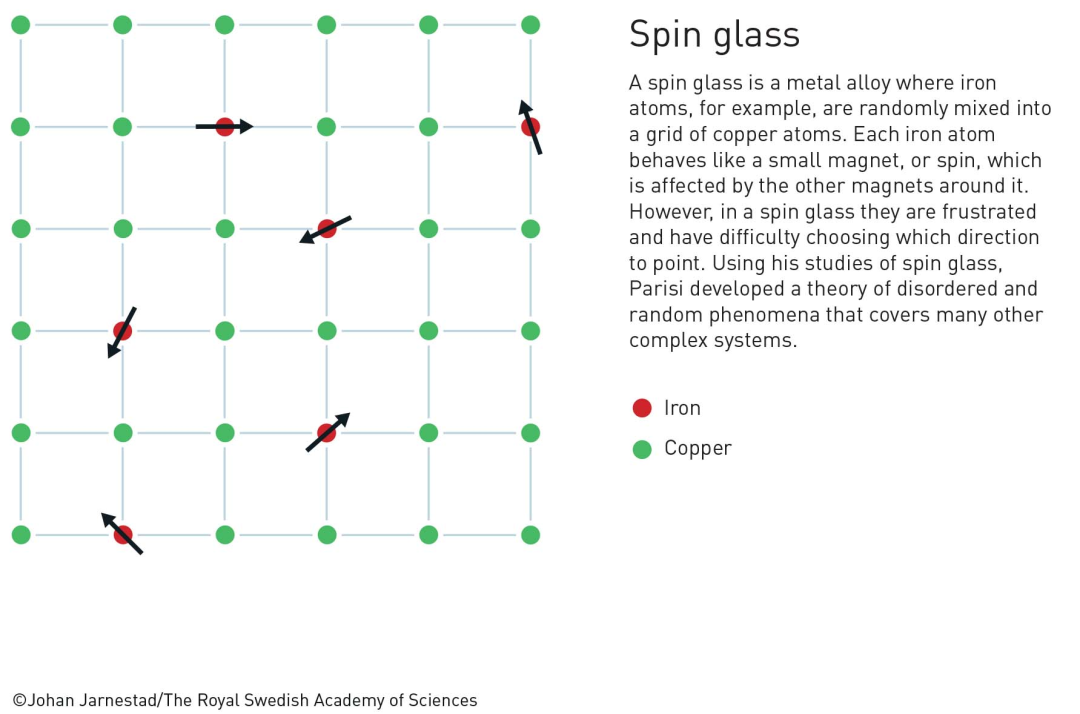 Spin glass
A spin glass is a metal alloy where iron
atoms, for example, are randomly mixed into
a grid of copper atoms. Each iron atom
behaves like a small magnet, or spin, which
is affected by the other magnets around it.
However, in a spin glass they are frustrated
and have difficulty choosing which direction
to point. Using his studies of spin glass,
Parisi developed a theory of disordered and
random phenomena that covers many other
complex systems.
Iron
Copper
©Johan Jarnestad/The Royal Swedish Academy of Sciences